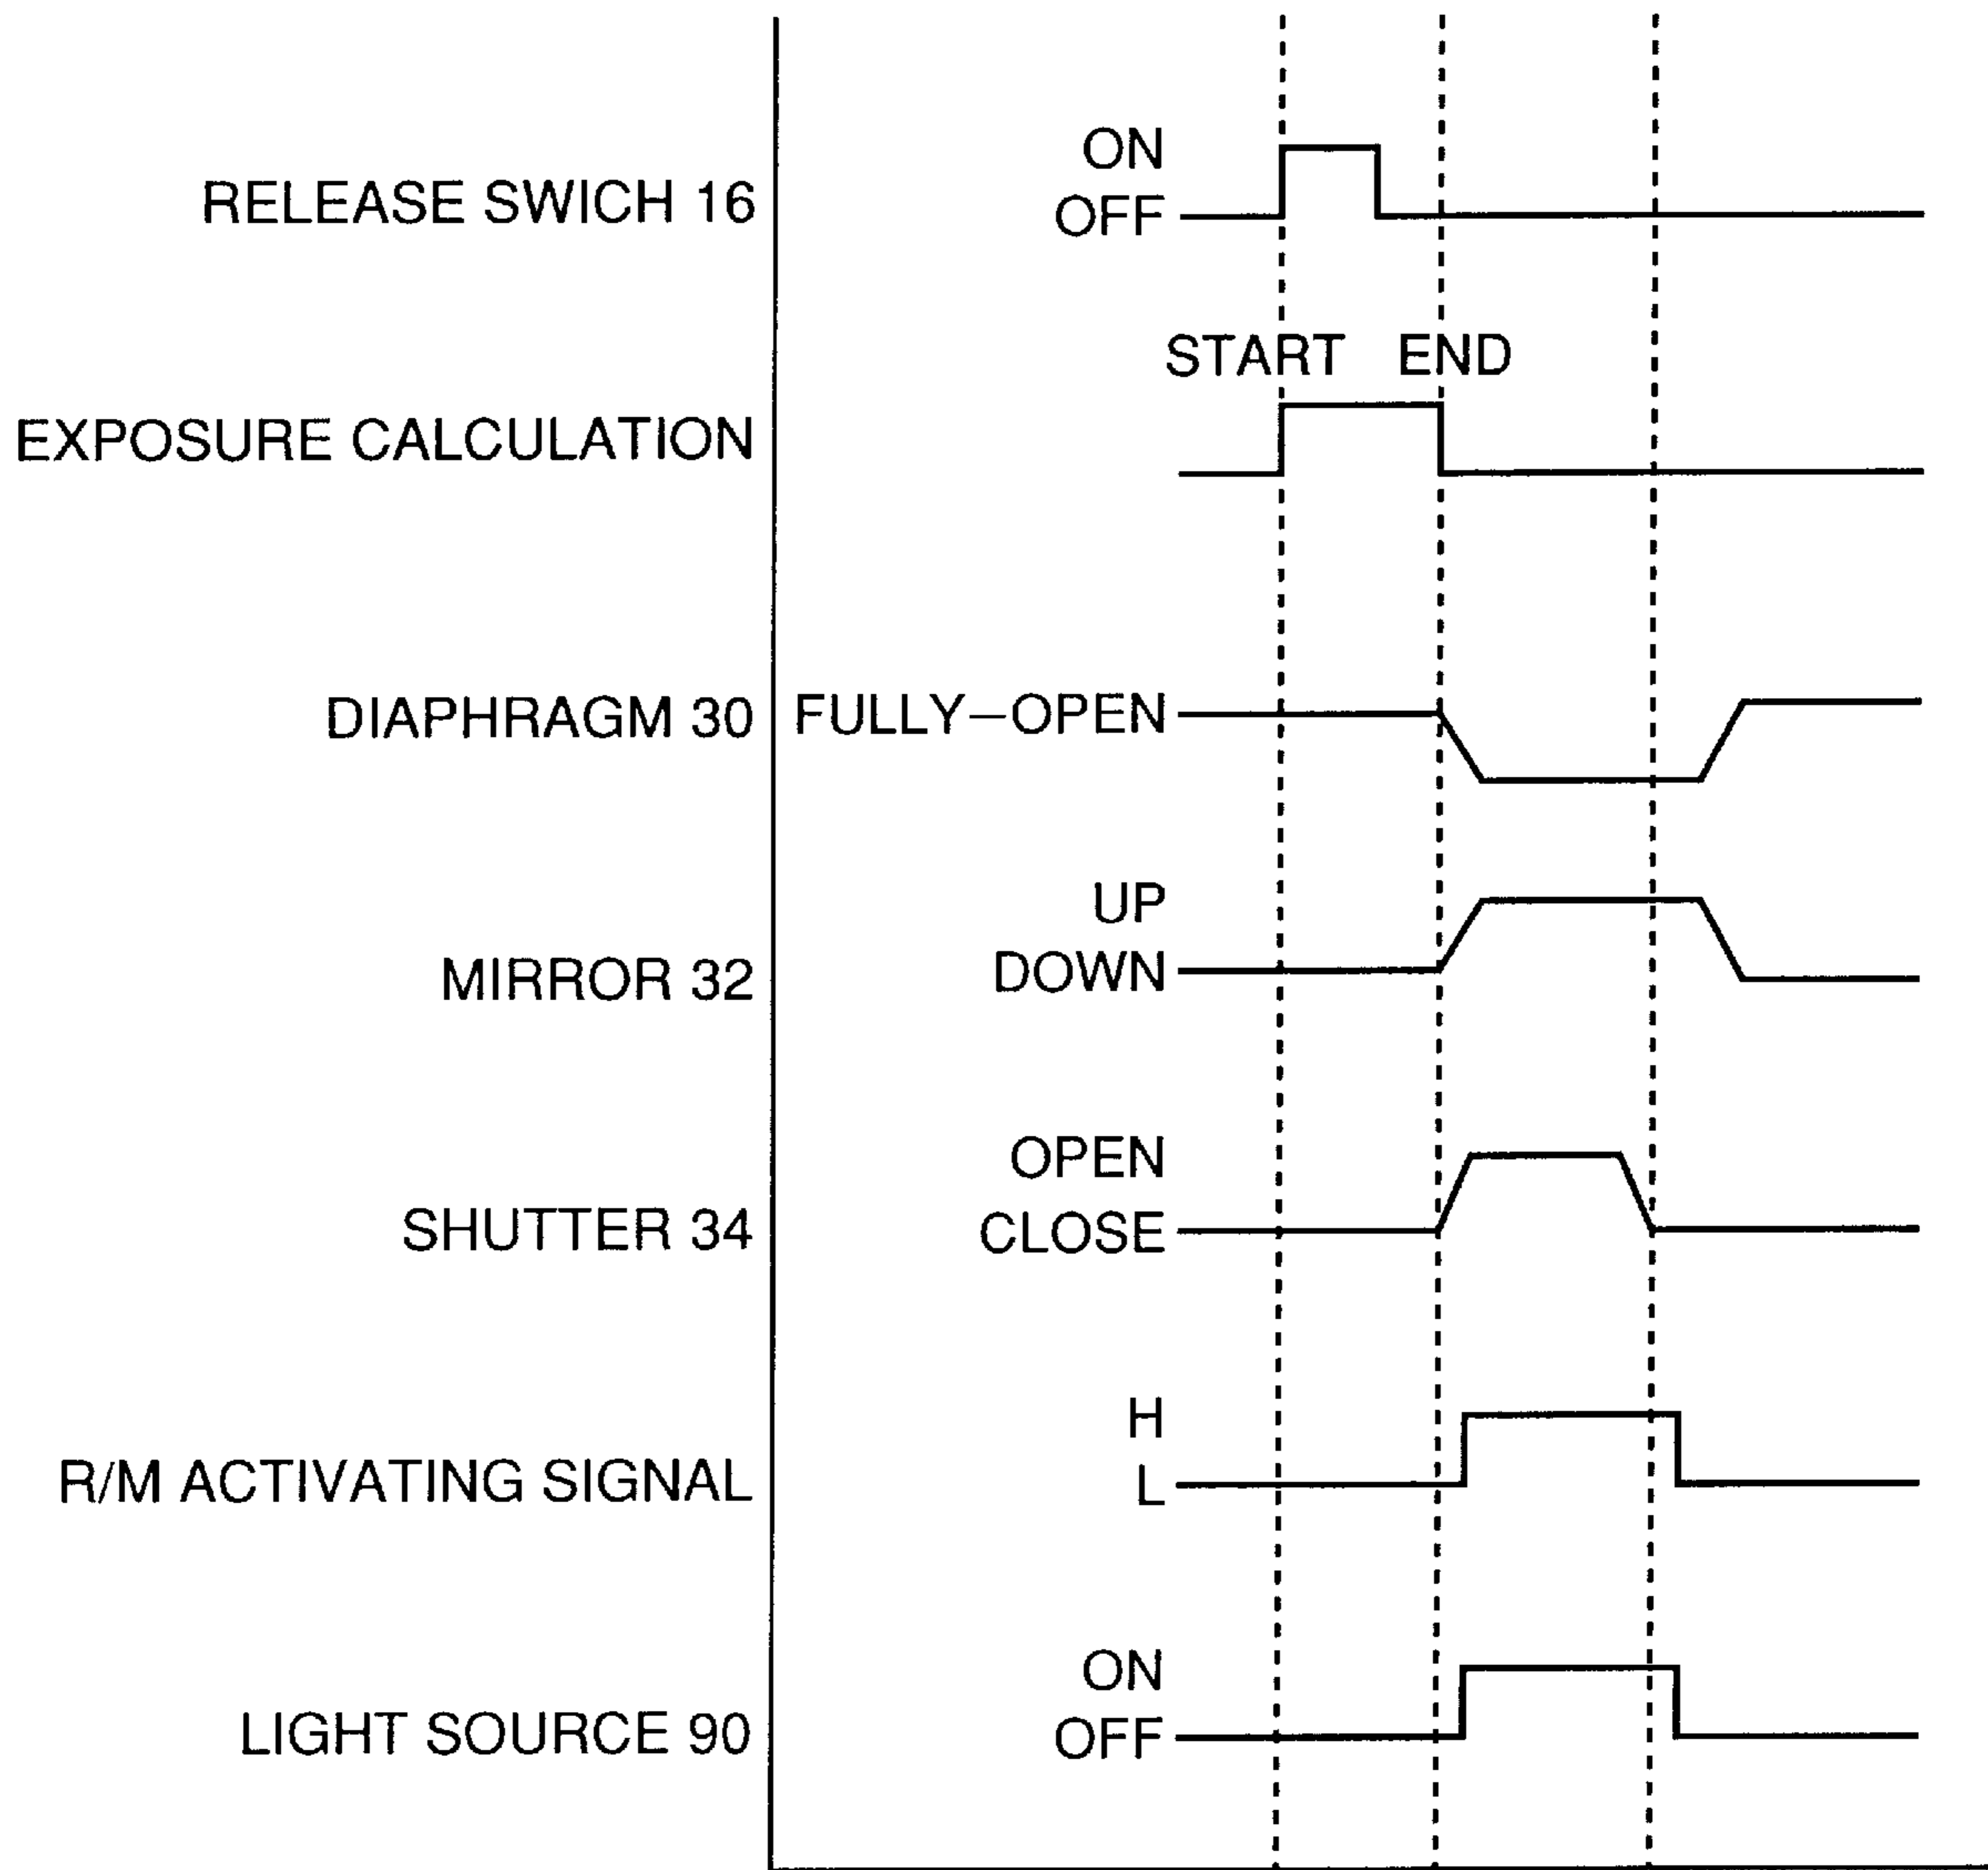 ON
RELEASE SWICH 16
OFF
START END
EXPOSURE CALCULATION
DIAPHRAGM 30 FULLY-OPEN
UP
MIRROR 32 DOWN
OPEN
SHUTTER 34 CLOSE
H
R/M ACTIVATING SIGNAL L
ON
LIGHT SOURCE 90 OFF